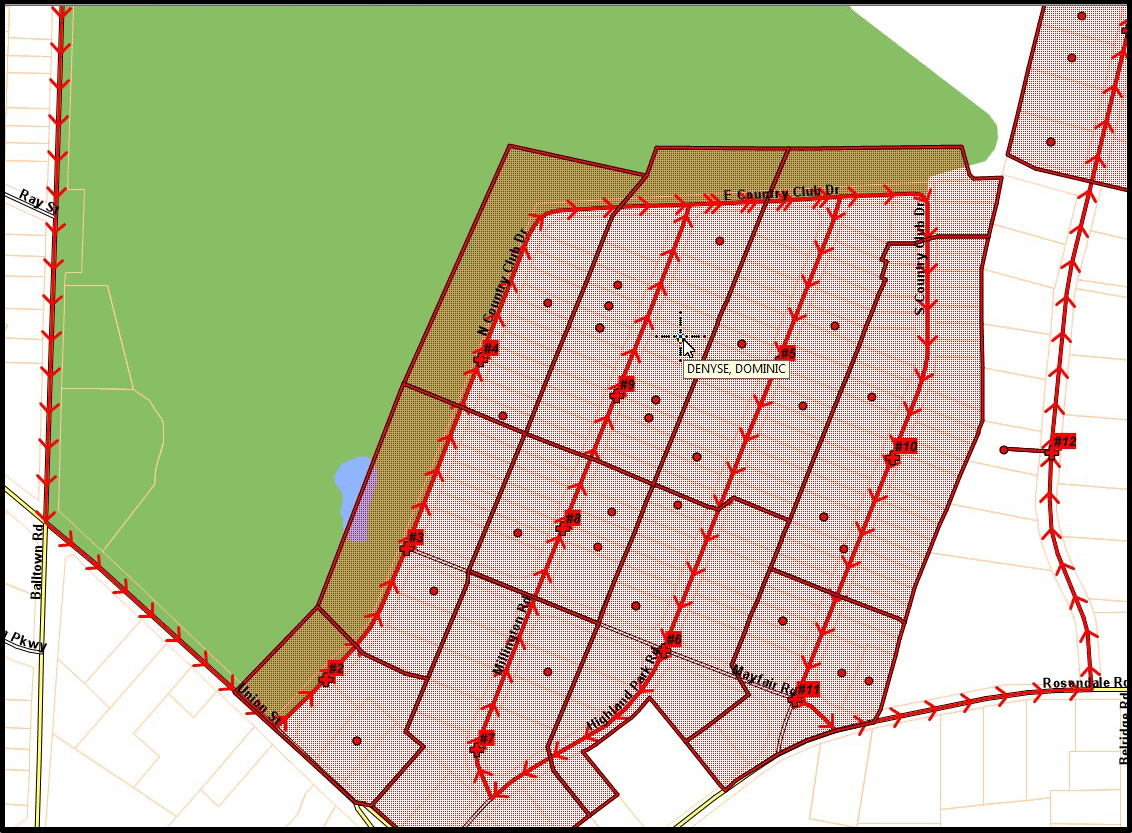 Ray St
E Country Club Dr
S Country Club Dr
N Country Club Dr
#4
#5
#9
DENYSE, DOMINIC
#10
#12
#8
#3
Balltown Rd
Pkwy
Millington Rd
#6
#2
Mayfair Rd
#11
Rosendale Rd
Union St
Highland Park Rd
#7
Belridge Rd